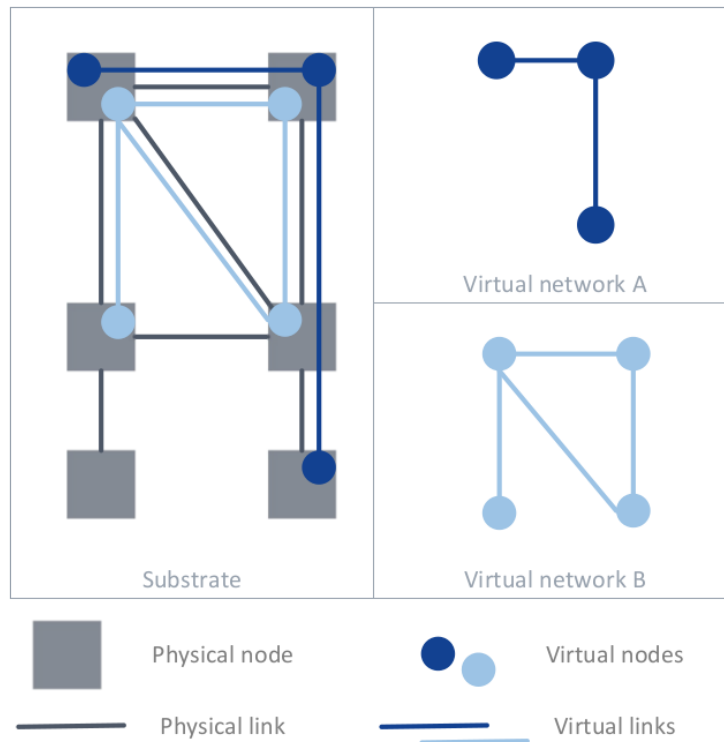 Virtual network A
Substrate
Virtual network B
Physical node
Virtual nodes
Physical link
Virtual links